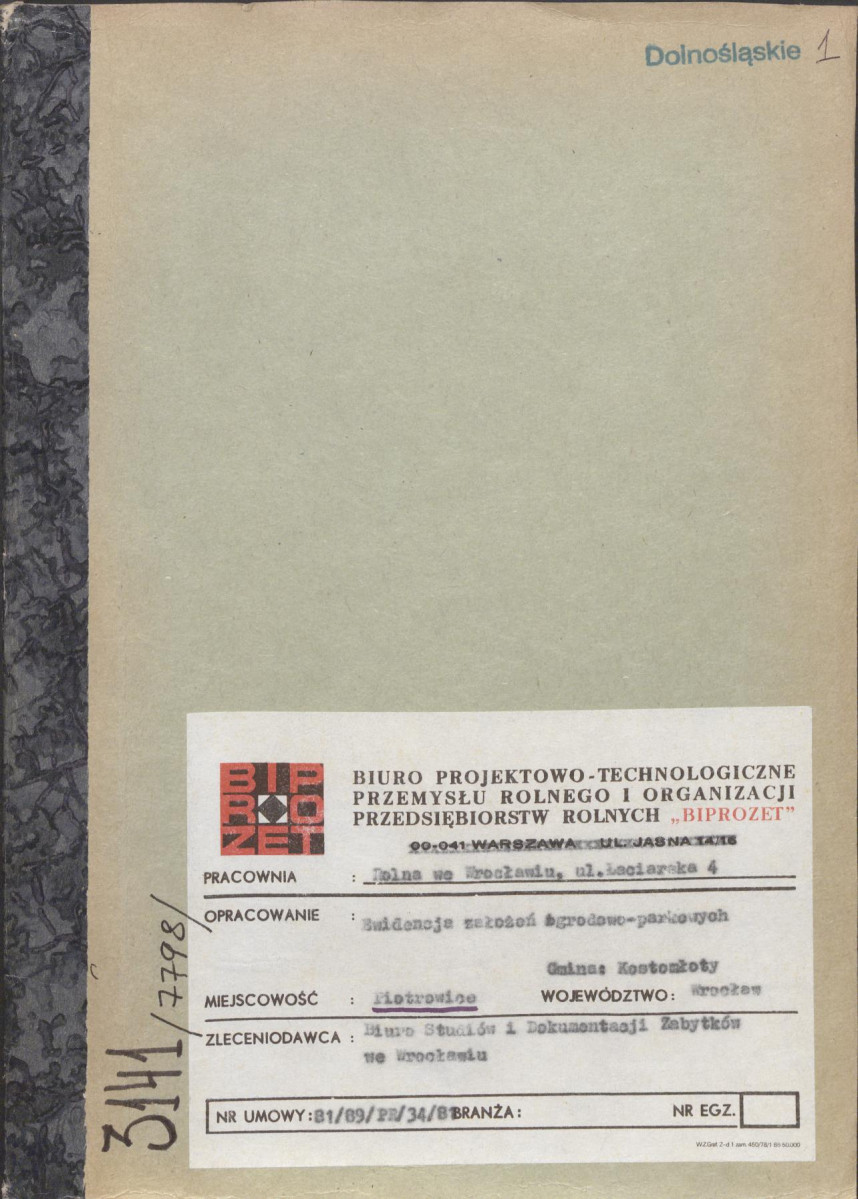 Dolnośląskie 1
BIP
RO
ZET
BIURO PROJEKTOWO-TECHNOLOGICZNE
PRZEMYSŁU ROLNEGO I ORGANIZACJI
PRZEDSIĘBIORSTW ROLNYCH „BIPROZET”
00-041 WARSZAWA UL. JASNA 14/16
PRACOWNIA : Rolna we Wrocławiu, ul.Łaciarska 4
OPRACOWANIE : Ewidencja założeń ogrodowo-parkowych
Gmina: Kostomłoty
MIEJSCOWOŚĆ : Piotrowice WOJEWÓDZTWO: Wrocław
ZLECENIODAWCA : Biuro Studiów i Dokumentacji Zabytków
we Wrocławiu
NR UMOWY: 81/89/PR/34/81 BRANŻA: NR EGZ.
3141 /7798/